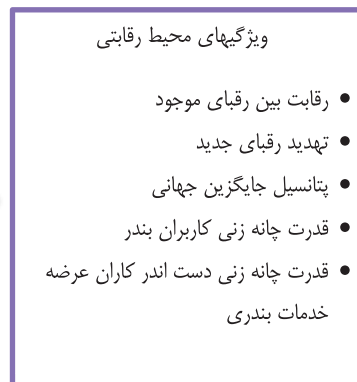 ویژگیهای محیط رقابتی
● رقابت بین رقبای موجود
● تهدید رقبای جدید
● پتانسیل جایگزین جهانی
● قدرت چانه زنی کاربران بندر
● قدرت چانه زنی دست اندر کاران عرضه
خدمات بندری